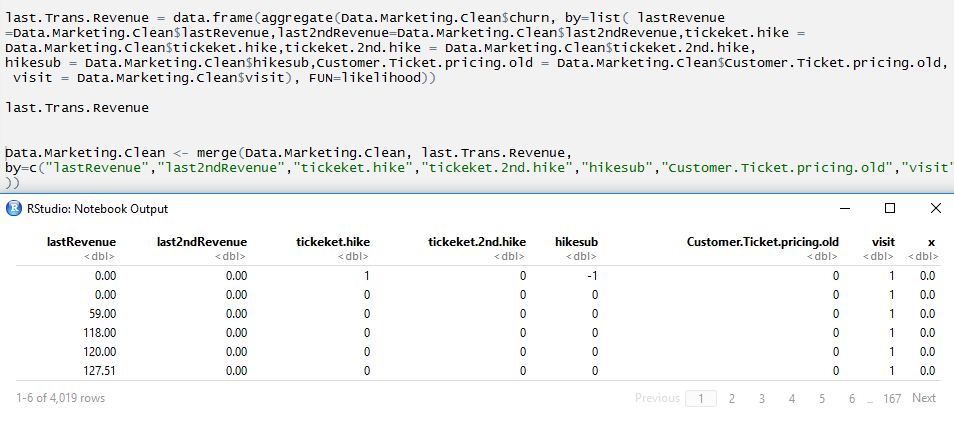 last.Trans.Revenue = data.frame(aggregate(Data.Marketing.Clean$churn, by=list( lastRevenue
=Data.Marketing.Clean$lastRevenue,last2ndRevenue=Data.Marketing.Clean$last2ndRevenue,tickeket.hike =
Data.Marketing.Clean$tickeket.hike,tickeket.2nd.hike = Data.Marketing.Clean$tickeket.2nd.hike,
hikesub = Data.Marketing.Clean$hikesub,Customer.Ticket.pricing.old = Data.Marketing.Clean$Customer.Ticket.pricing.old,
visit = Data.Marketing.Clean$visit), FUN=likelihood))
last.Trans.Revenue
Data.Marketing.Clean <- merge(Data.Marketing.Clean, last.Trans.Revenue,
by=c("lastRevenue","last2ndRevenue","tickeket.hike","tickeket.2nd.hike","hikesub","Customer.Ticket.pricing.old","visit"
))
R RStudio: Notebook Output
lastRevenue last2ndRevenue tickeket.hike tickeket.2nd.hike hikesub Customer.Ticket.pricing.old visit x
<dbl> <dbl> <dbl> <dbl> <dbl> <dbl> <dbl> <dbl>
0.00 0.00 1 0 -1 0 1 0.0
0.00 0.00 0 0 0 0 1 0.0
59.00 0.00 0 0 0 0 1 0.0
118.00 0.00 0 0 0 0 1 0.0
120.00 0.00 0 0 0 0 1 0.0
127.51 0.00 0 0 0 0 1 0.0
1-6 of 4,019 rows Previous 1 2 3 4 5 6 ... 167 Next